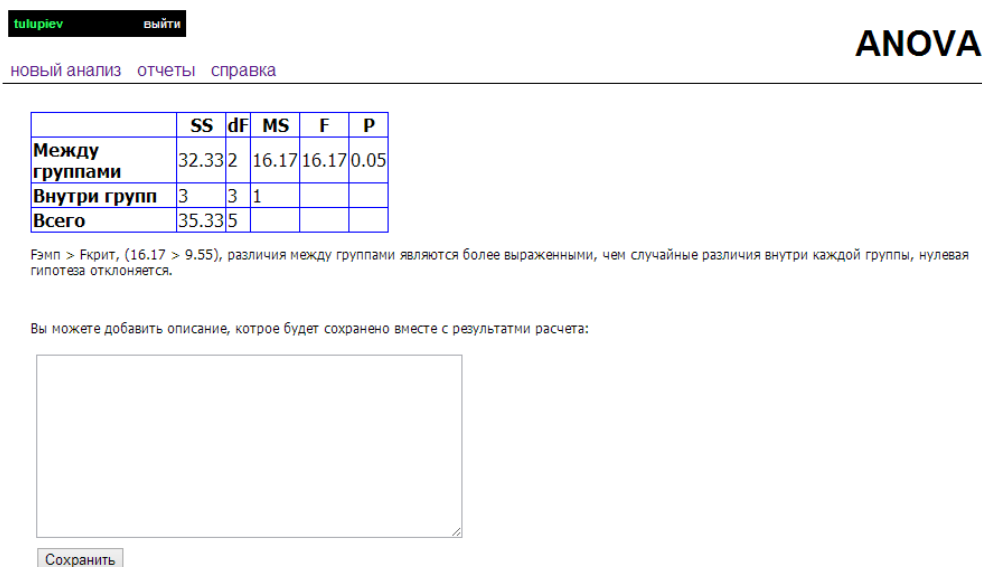 tulupiev выйти
ANOVA
новый анализ отчеты справка
SS dF MS F P
Между группами 32.33 2 16.17 16.17 0.05
Внутри групп 3 3 1
Всего 35.33 5
Fэмп > Fкрит, (16.17 > 9.55), различия между группами являются более выраженными, чем случайные различия внутри каждой группы, нулевая
гипотеза отклоняется.
Вы можете добавить описание, котрое будет сохранено вместе с результатми расчета:
Сохранить